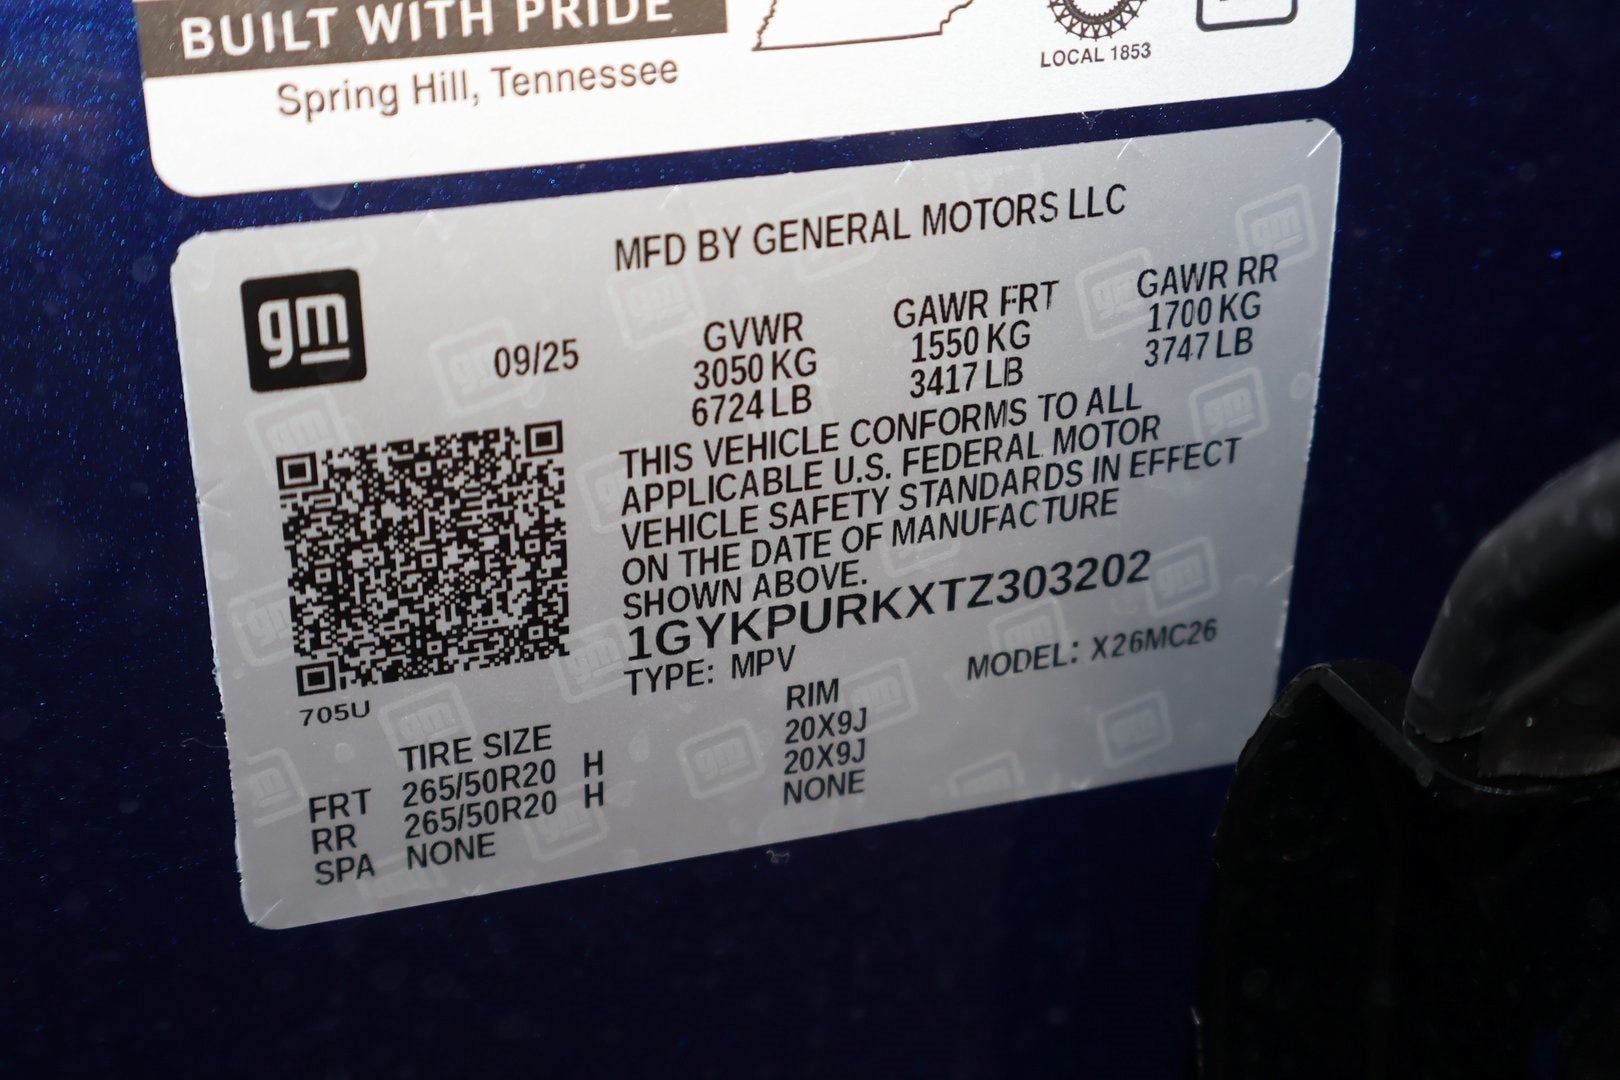 BUILT WITH PRIDE
Spring Hill, Tennessee
LOCAL 1853
MFD BY GENERAL MOTORS LLC
gm
09/25
GVWR
3050 KG
6724 LB
GAWR FRT
1550 KG
3417 LB
GAWR RR
1700 KG
3747 LB
THIS VEHICLE CONFORMS TO ALL
APPLICABLE U.S. FEDERAL MOTOR
VEHICLE SAFETY STANDARDS IN EFFECT
ON THE DATE OF MANUFACTURE
SHOWN ABOVE.
1GYKPURKXTZ303202
TYPE: MPV MODEL: X26MC26
705U
TIRE SIZE RIM
FRT 265/50R20 H 20X9J
RR 265/50R20 H 20X9J
SPA NONE NONE